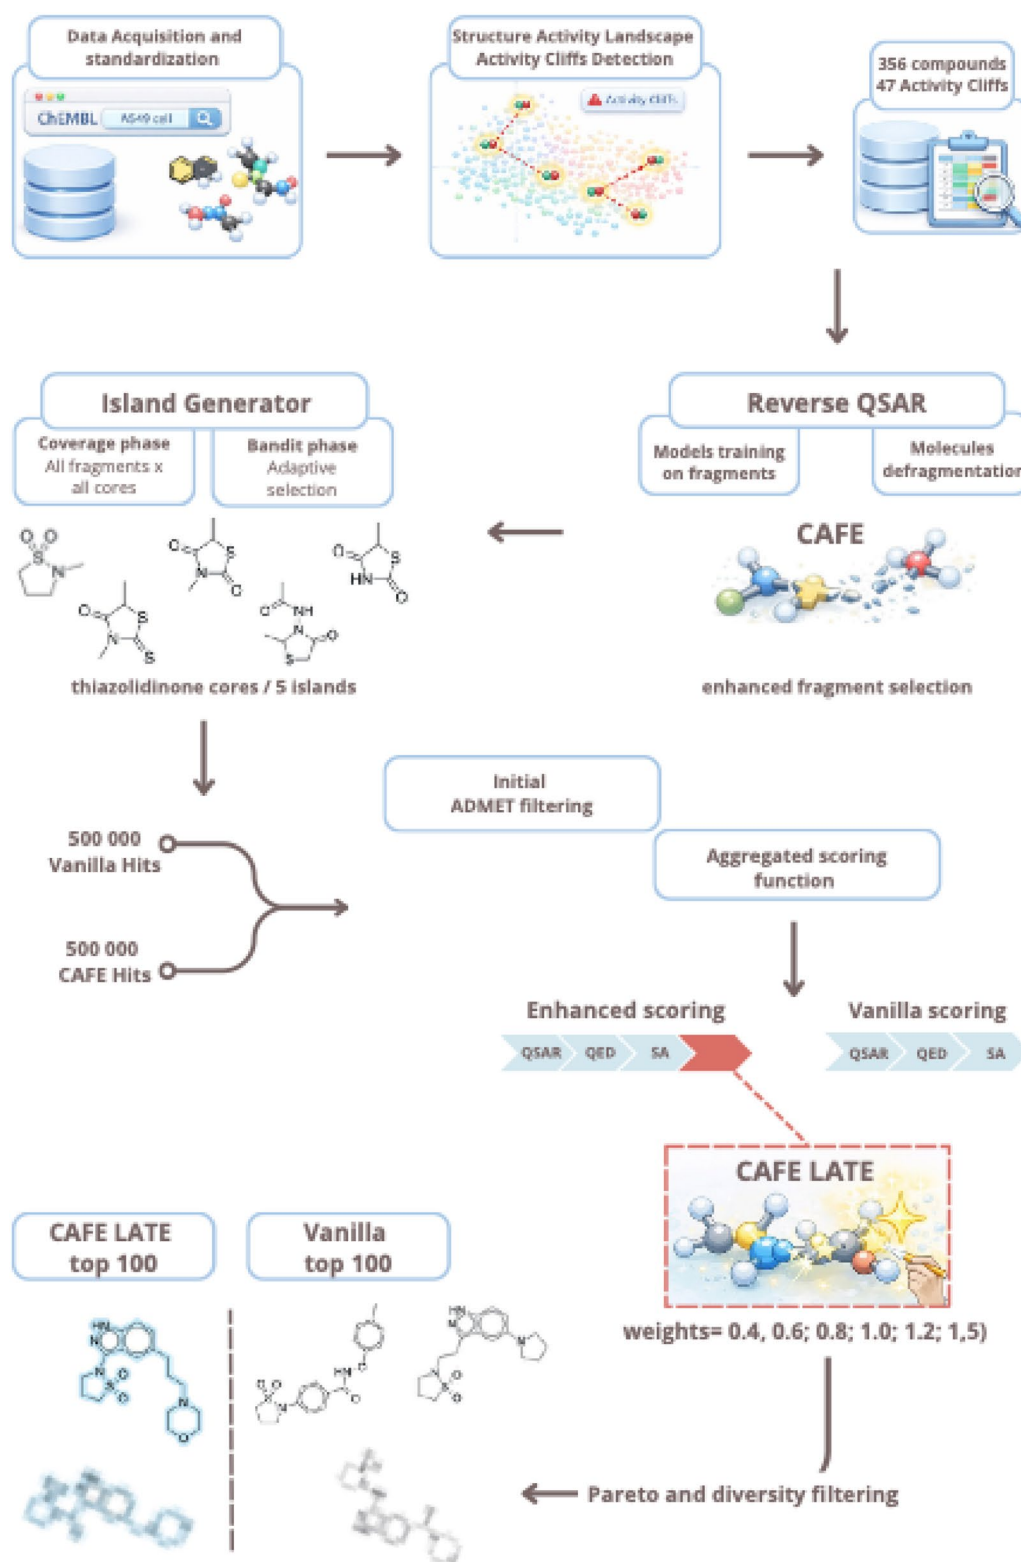 Data Acquisition and
standardization
ChEMBL
A549 cell
Structure Activity Landscape
Activity Cliffs Detection
Activity Cliffs
356 compounds
47 Activity Cliffs
Island Generator
Coverage phase
All fragments x
all cores
Bandit phase
Adaptive
selection
Reverse QSAR
Models training
on fragments
Molecules
defragmentation
CAFE
enhanced fragment selection
O
O
S
N
O
S
N
O
O
S
HN
O
O
S
N
S
O
NH
N
O
S
thiazolidinone cores / 5 islands
500 000
Vanilla Hits
500 000
CAFE Hits
Initial
ADMET filtering
Aggregated scoring
function
Enhanced scoring
QSAR
QED
SA
Vanilla scoring
QSAR
QED
SA
CAFE LATE
weights= 0.4, 0.6; 0.8; 1.0; 1.2; 1,5)
Pareto and diversity filtering
CAFE LATE
top 100
Vanilla
top 100
HN
N
N
O
S
O
N
O
HN
O
O
O
S
N
HN
N
N
N
S
O
O